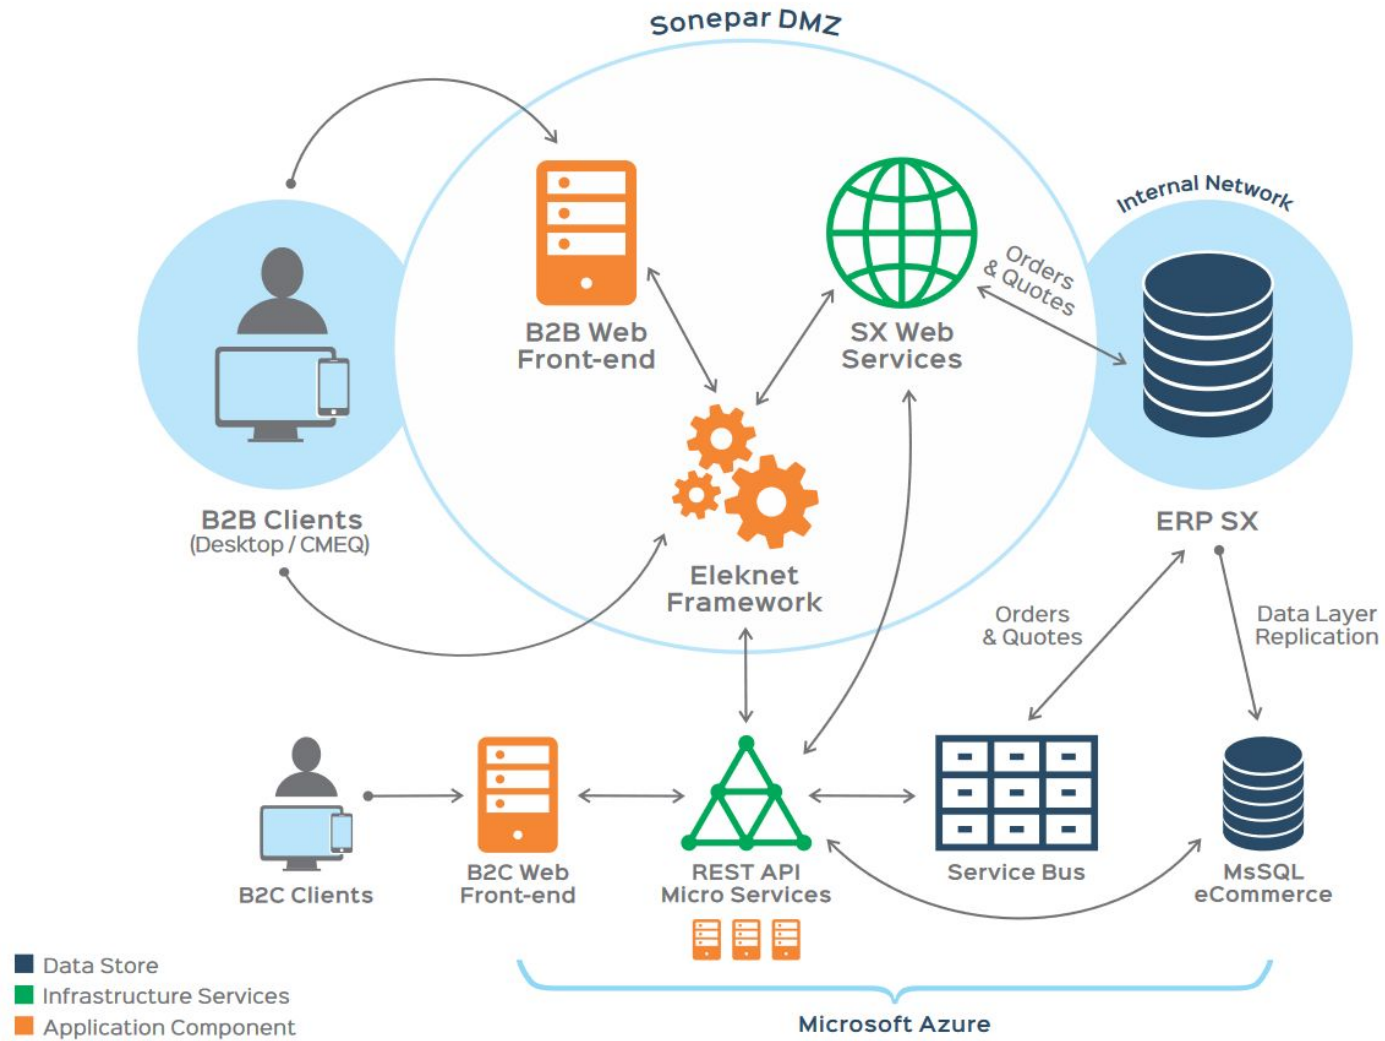 Sonepar DMZ
Internal Network
Orders
& Quotes
B2B Web
Front-end
SX Web
Services
B2B Clients
(Desktop / CMEQ)
ERP SX
Eleknet
Framework
Orders
& Quotes
Data Layer
Replication
B2C Clients
B2C Web
Front-end
REST API
Micro Services
Service Bus
MsSQL
eCommerce
Data Store
Infrastructure Services
Application Component
Microsoft Azure